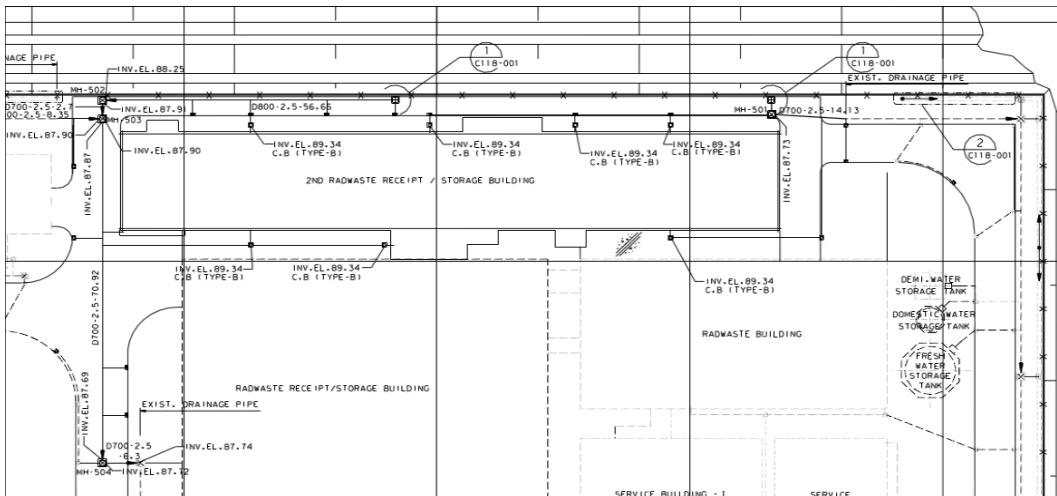 NAGE PIPE
INV.EL.88.25
MH-502
1
C118-001
1
C118-001
EXIST. DRAINAGE PIPE
D700-2.5-2.7
00-2.5-8.35
INV.EL.87.91
D800-2.5-56.65
MH-501
D700-2.5-14.13
MH-503
INV.EL.87.90
INV.EL.87.90
INV.EL.87.87
INV.EL.89.34
C.B (TYPE-B)
INV.EL.89.34
C.B (TYPE-B)
INV.EL.89.34
C.B (TYPE-B)
INV.EL.89.34
C.B (TYPE-B)
INV.EL.87.73
2
C118-001
2ND RADWASTE RECEIPT / STORAGE BUILDING
INV.EL.89.34
C.B (TYPE-B)
INV.EL.89.34
C.B (TYPE-B)
INV.EL.89.34
C.B (TYPE-B)
D700-2.5-70.92
DEMI.WATER
STORAGE TANK
DOMESTIC WATER
STORAGE TANK
RADWASTE BUILDING
FRESH
WATER
STORAGE
TANK
RADWASTE RECEIPT/STORAGE BUILDING
INV.EL.87.69
EXIST. DRAINAGE PIPE
D700-2.5
-6.3
INV.EL.87.74
MH-504
INV.EL.87.72
SERVICE BUILDING - I
SERVICE